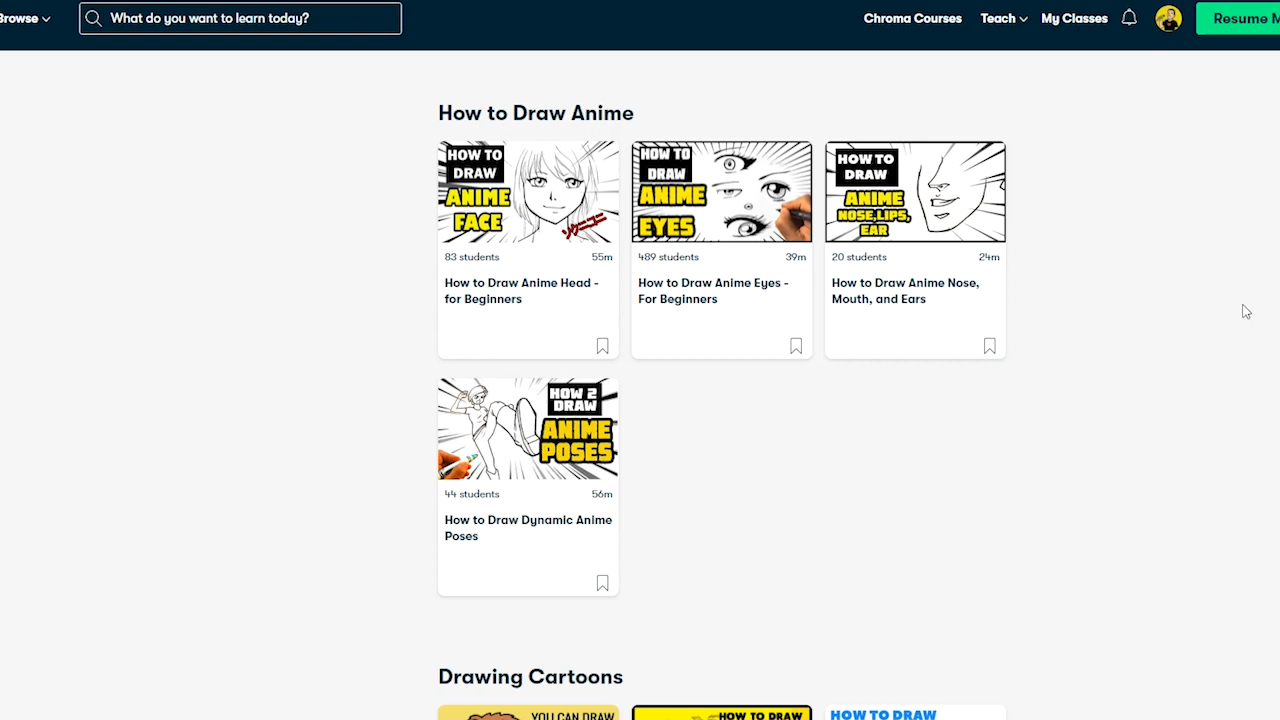 Browse
What do you want to learn today?
Chroma Courses
Teach
My Classes
Resume M
How to Draw Anime
HOW TO
DRAW
ANIME
FACE
83 students
55m
How to Draw Anime Head -
for Beginners
HOW TO
DRAW
ANIME
EYES
489 students
39m
How to Draw Anime Eyes -
For Beginners
HOW TO
DRAW
ANIME
NOSE,LIPS,
EAR
20 students
24m
How to Draw Anime Nose,
Mouth, and Ears
HOW 2
DRAW
ANIME
POSES
44 students
56m
How to Draw Dynamic Anime
Poses
Drawing Cartoons
YOU CAN DRAW
HOW TO DRAW
HOW TO DRAW